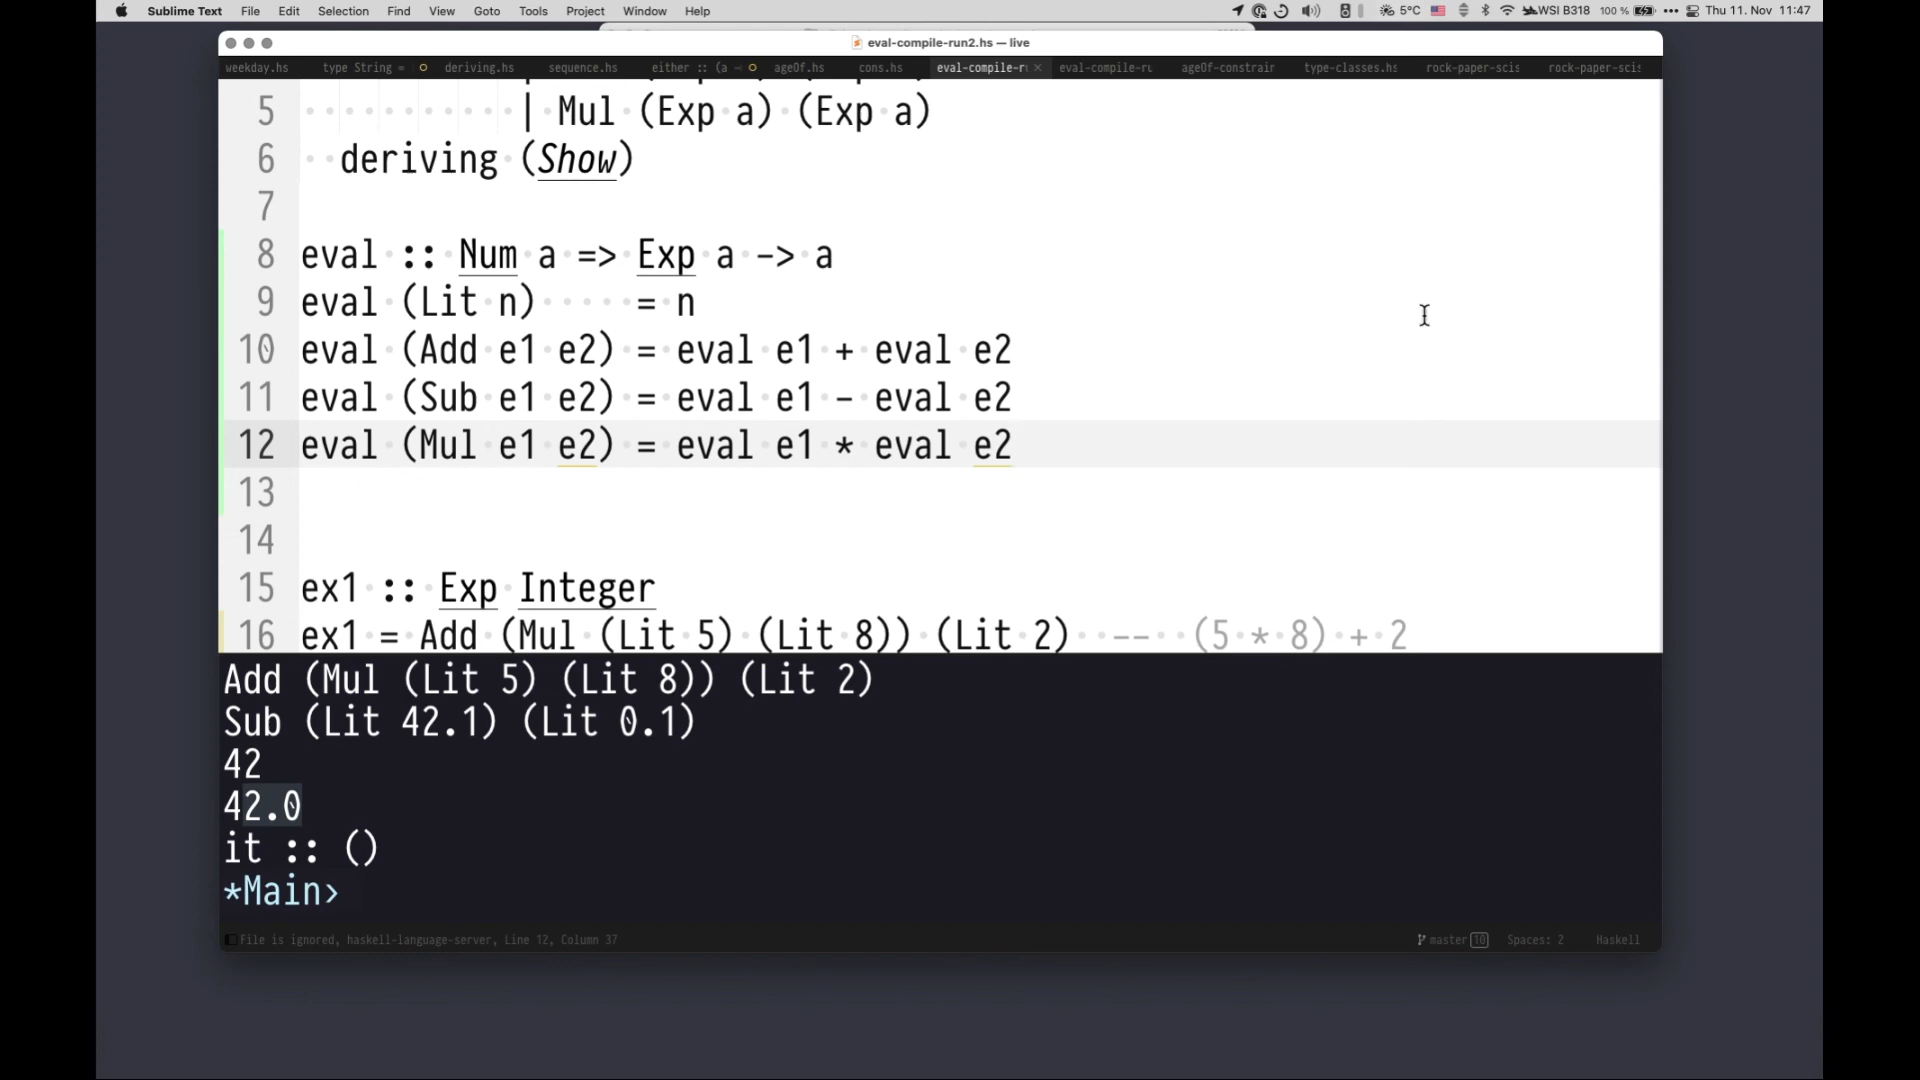 Sublime Text File Edit Selection Find View Goto Tools Project Window Help 5°C WSI B318 100 % Thu 11. Nov 11:47
eval-compile-run2.hs — live
weekday.hs type String = deriving.hs sequence.hs either :: (a - ageOf.hs cons.hs eval-compile-r eval-compile-ru ageOf-constrair type-classes.hs rock-paper-scis rock-paper-scis
5 | Mul (Exp a) (Exp a)
6 deriving (Show)
7
8 eval :: Num a => Exp a -> a
9 eval (Lit n) = n
10 eval (Add e1 e2) = eval e1 + eval e2
11 eval (Sub e1 e2) = eval e1 - eval e2
12 eval (Mul e1 e2) = eval e1 * eval e2
13
14
15 ex1 :: Exp Integer
16 ex1 = Add (Mul (Lit 5) (Lit 8)) (Lit 2) -- (5 * 8) + 2
Add (Mul (Lit 5) (Lit 8)) (Lit 2)
Sub (Lit 42.1) (Lit 0.1)
42
42.0
it :: ()
*Main>
File is ignored, haskell-language-server, Line 12, Column 37 master 10 Spaces: 2 Haskell